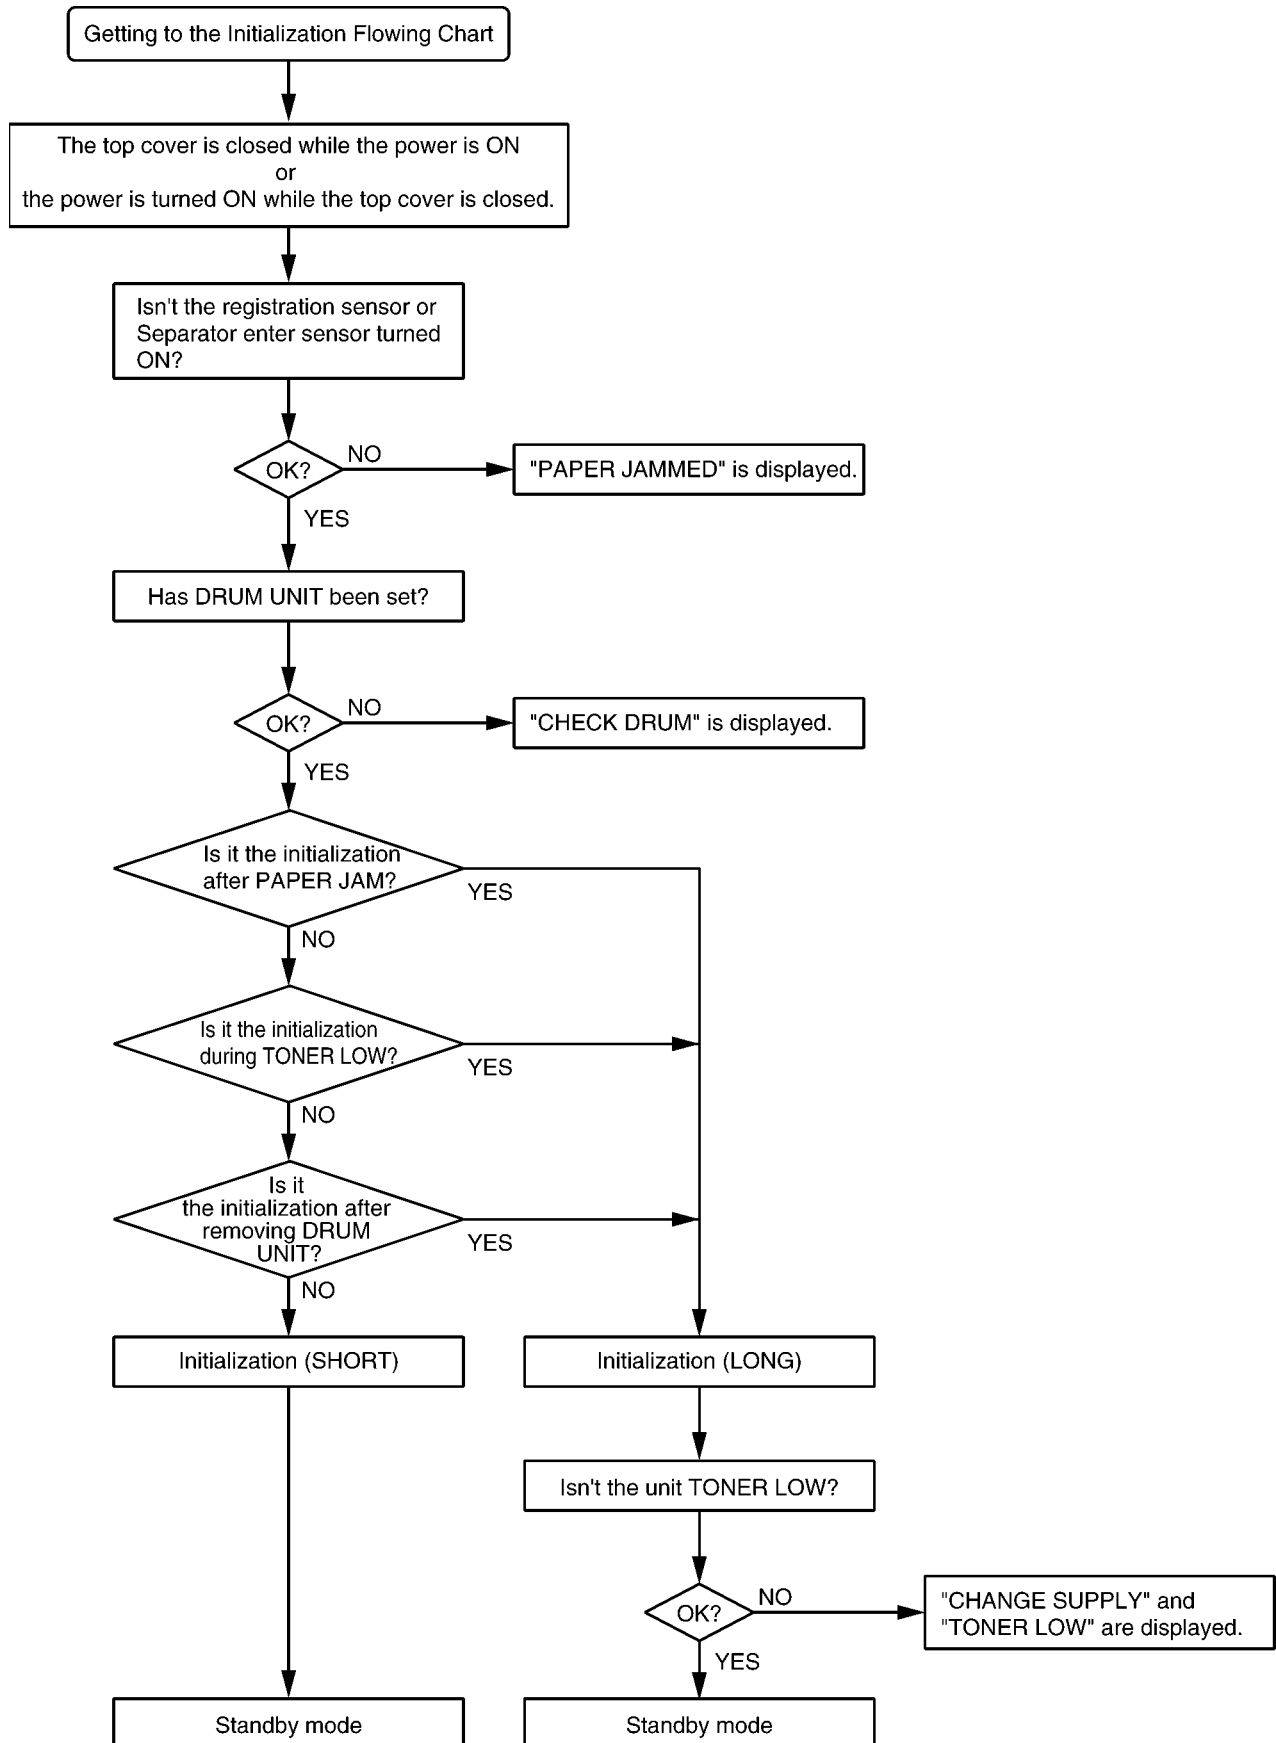 Getting to the Initialization Flowing Chart
The top cover is closed while the power is ON
or
the power is turned ON while the top cover is closed.
Isn't the registration sensor or
Separator enter sensor turned
ON?
OK?
NO
"PAPER JAMMED" is displayed.
YES
Has DRUM UNIT been set?
OK?
NO
"CHECK DRUM" is displayed.
YES
Is it the initialization
after PAPER JAM?
YES
NO
Is it the initialization
during TONER LOW?
YES
NO
Is it
the initialization after
removing DRUM
UNIT?
YES
NO
Initialization (SHORT)
Initialization (LONG)
Isn't the unit TONER LOW?
OK?
NO
"CHANGE SUPPLY" and
"TONER LOW" are displayed.
YES
Standby mode
Standby mode